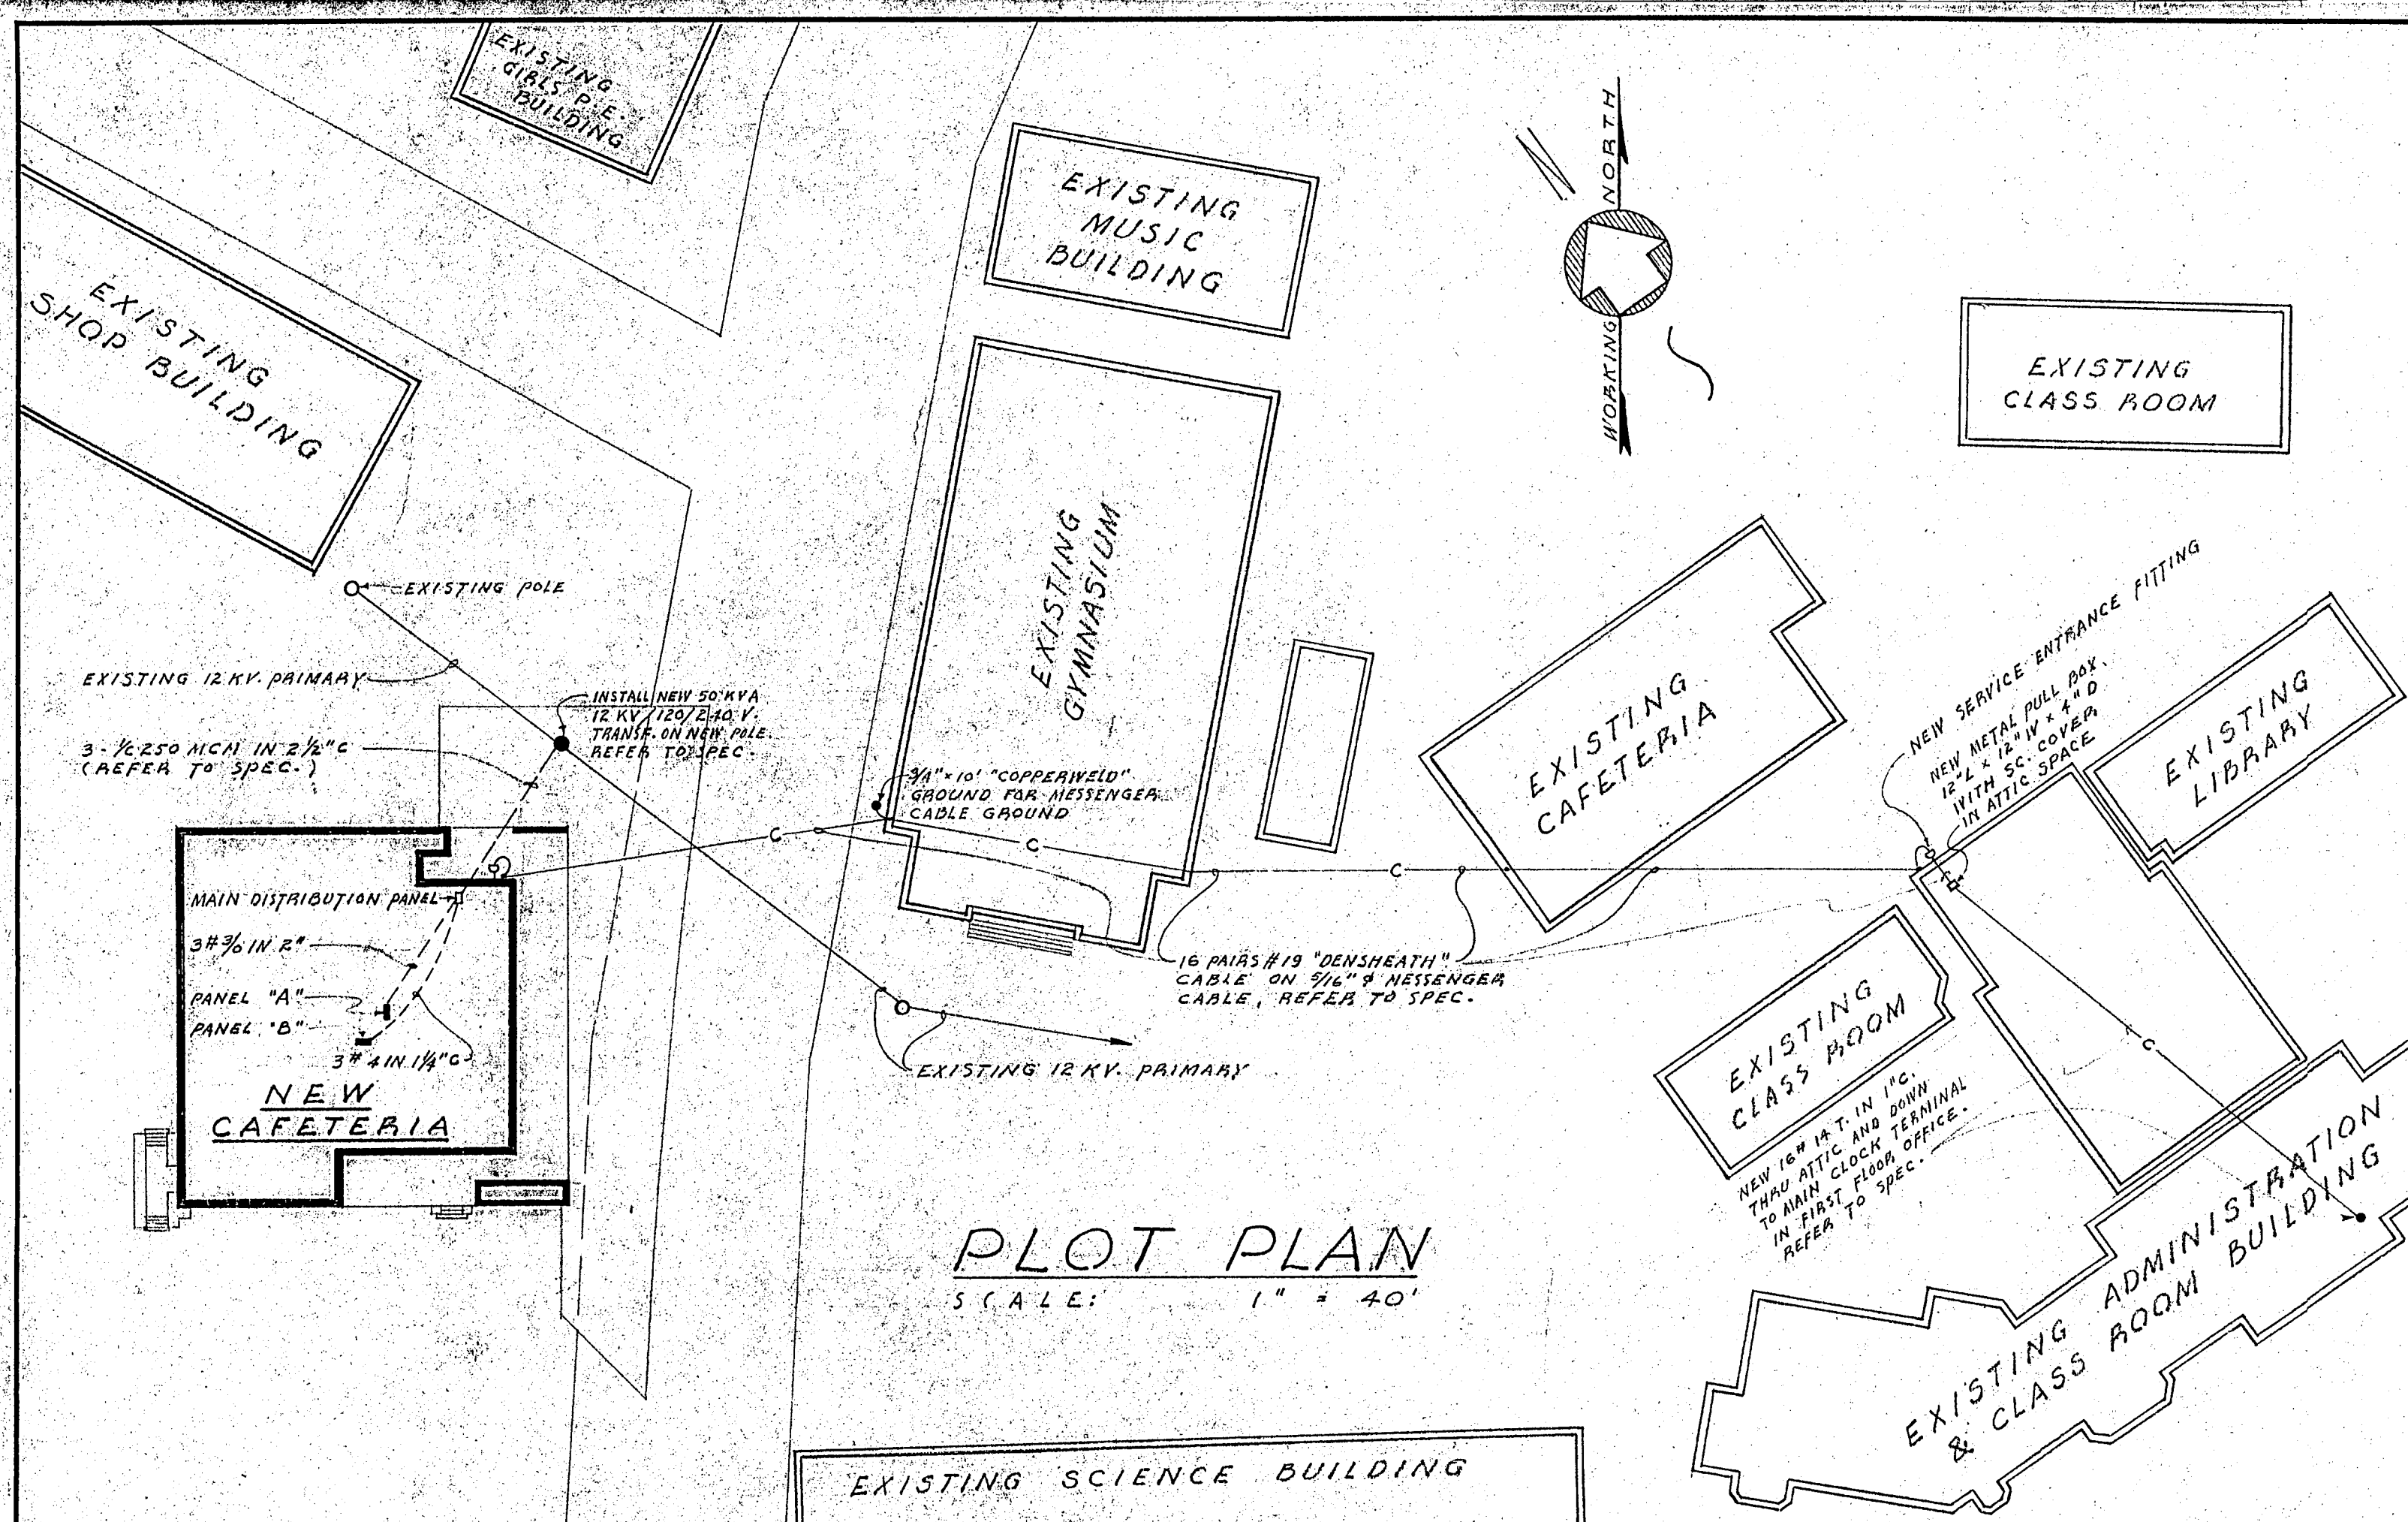 EXISTING
GIRLS P.E.
BUILDING
EXISTING
MUSIC
BUILDING
N
NORTH
WORKING
EXISTING
CLASS ROOM
EXISTING
SHOP BUILDING
EXISTING
GYMNASIUM
EXISTING POLE
EXISTING 12 KV. PRIMARY
INSTALL NEW 50 KVA
12 KV/120/240 V.
TRANSF. ON NEW POLE.
REFER TO SPEC.
3-1/C 250 MCM IN 2½"C
(REFER TO SPEC.)
3/4"×10' "COPPERWELD"
GROUND FOR MESSENGER
CABLE GROUND
C
C
C
EXISTING
CAFETERIA
NEW SERVICE ENTRANCE FITTING
NEW METAL PULL BOX.
12"L × 12"W × 4"D
WITH SC. COVER,
IN ATTIC SPACE
EXISTING
LIBRARY
MAIN DISTRIBUTION PANEL
3#3/0 IN 2"
PANEL "A"
PANEL "B"
3#4 IN 1¼"C
NEW
CAFETERIA
16 PAIRS #19 "DENSHEATH"
CABLE ON 5/16" φ MESSENGER
CABLE, REFER TO SPEC.
EXISTING 12 KV. PRIMARY
EXISTING
CLASS ROOM
C
NEW 16#14 T. IN 1"C.
THRU ATTIC AND DOWN
TO MAIN CLOCK TERMINAL
IN FIRST FLOOR, OFFICE.
REFER TO SPEC.
PLOT PLAN
SCALE: 1" = 40'
EXISTING ADMINISTRATION
& CLASS ROOM BUILDING
EXISTING SCIENCE BUILDING